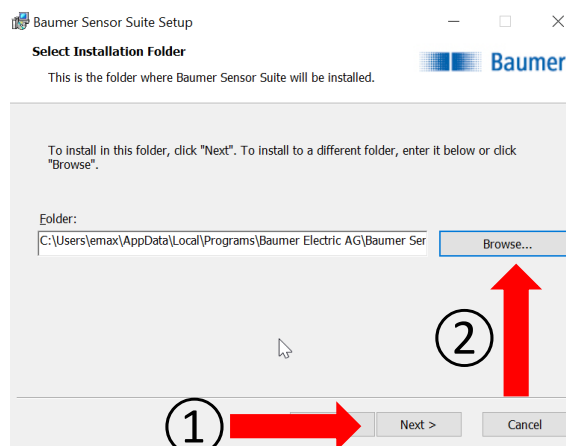 Baumer Sensor Suite Setup
Select Installation Folder
This is the folder where Baumer Sensor Suite will be installed.
Baumer
To install in this folder, click "Next". To install to a different folder, enter it below or click
"Browse".
Folder:
C:\Users\emax\AppData\Local\Programs\Baumer Electric AG\Baumer Ser
Browse...
2
1
Next >
Cancel